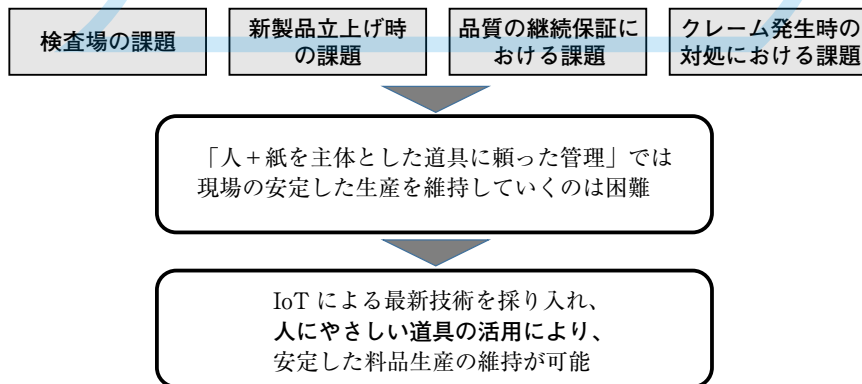 検査場の課題
新製品立上げ時
の課題
品質の継続保証に
おける課題
クレーム発生時の
対処における課題
「人+紙を主体とした道具に頼った管理」では
現場の安定した生産を維持していくのは困難
IoT による最新技術を採り入れ、
人にやさしい道具の活用により、
安定した料品生産の維持が可能